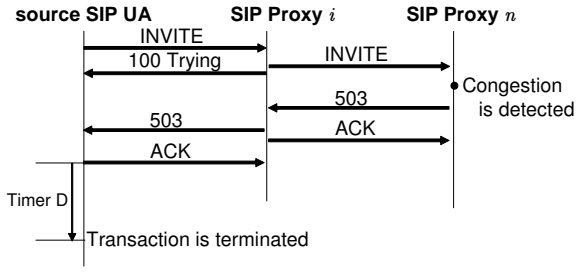 source SIP UA SIP Proxy i SIP Proxy n
INVITE
INVITE
100 Trying
Congestion
is detected
503
503
ACK
ACK
Timer D
Transaction is terminated